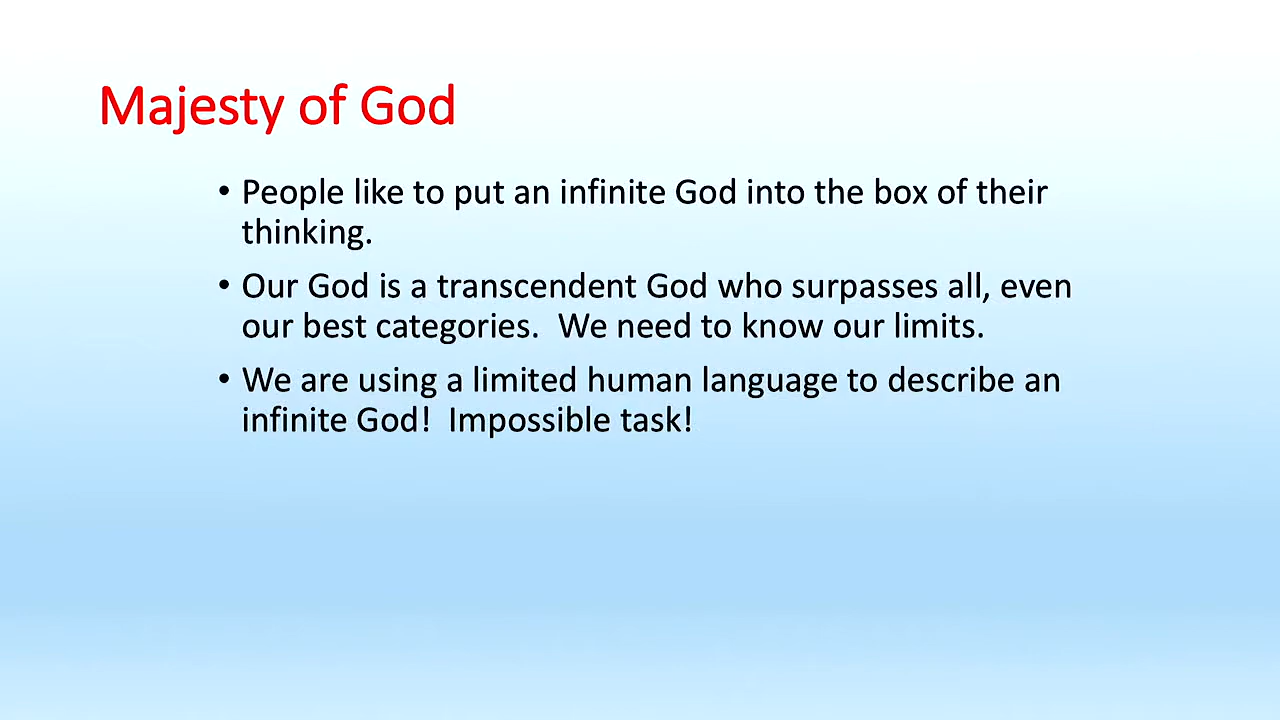 Majesty of God
• People like to put an infinite God into the box of their
thinking.
• Our God is a transcendent God who surpasses all, even
our best categories.  We need to know our limits.
• We are using a limited human language to describe an
infinite God!  Impossible task!